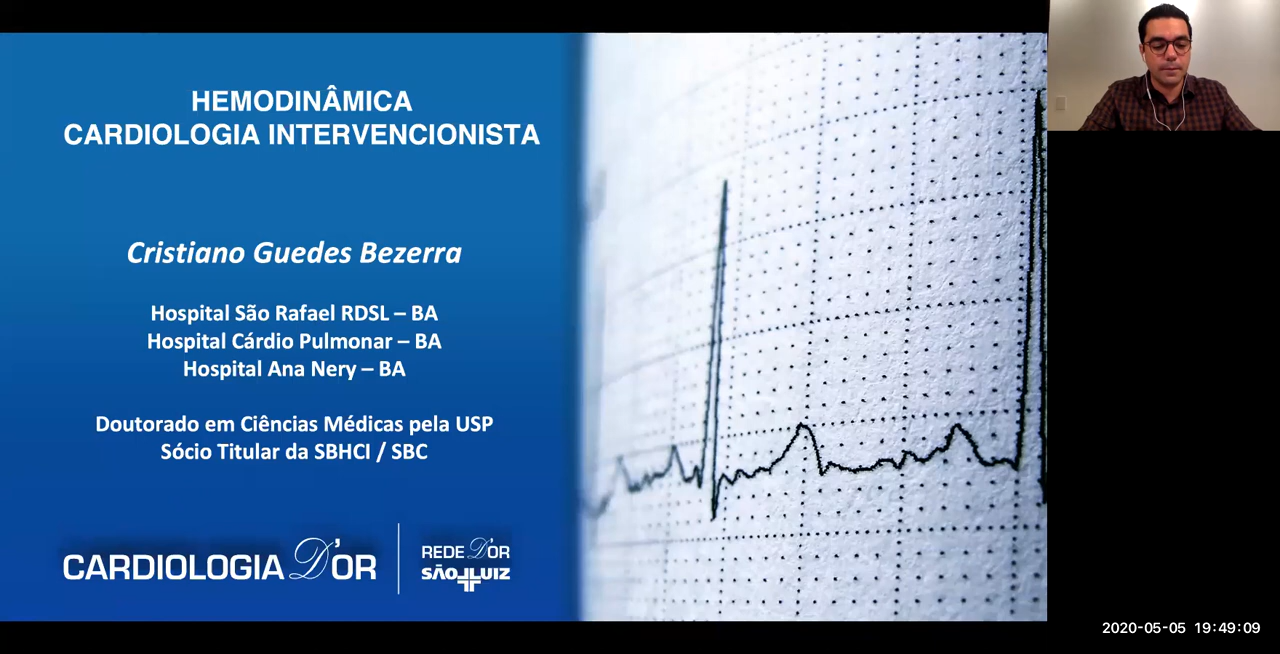 HEMODINÂMICA
CARDIOLOGIA INTERVENCIONISTA
Cristiano Guedes Bezerra
Hospital São Rafael RDSL – BA
Hospital Cárdio Pulmonar – BA
Hospital Ana Nery – BA
Doutorado em Ciências Médicas pela USP
Sócio Titular da SBHCI / SBC
CARDIOLOGIA D'OR
REDE D'OR
SÃO LUIZ
2020-05-05 19:49:09